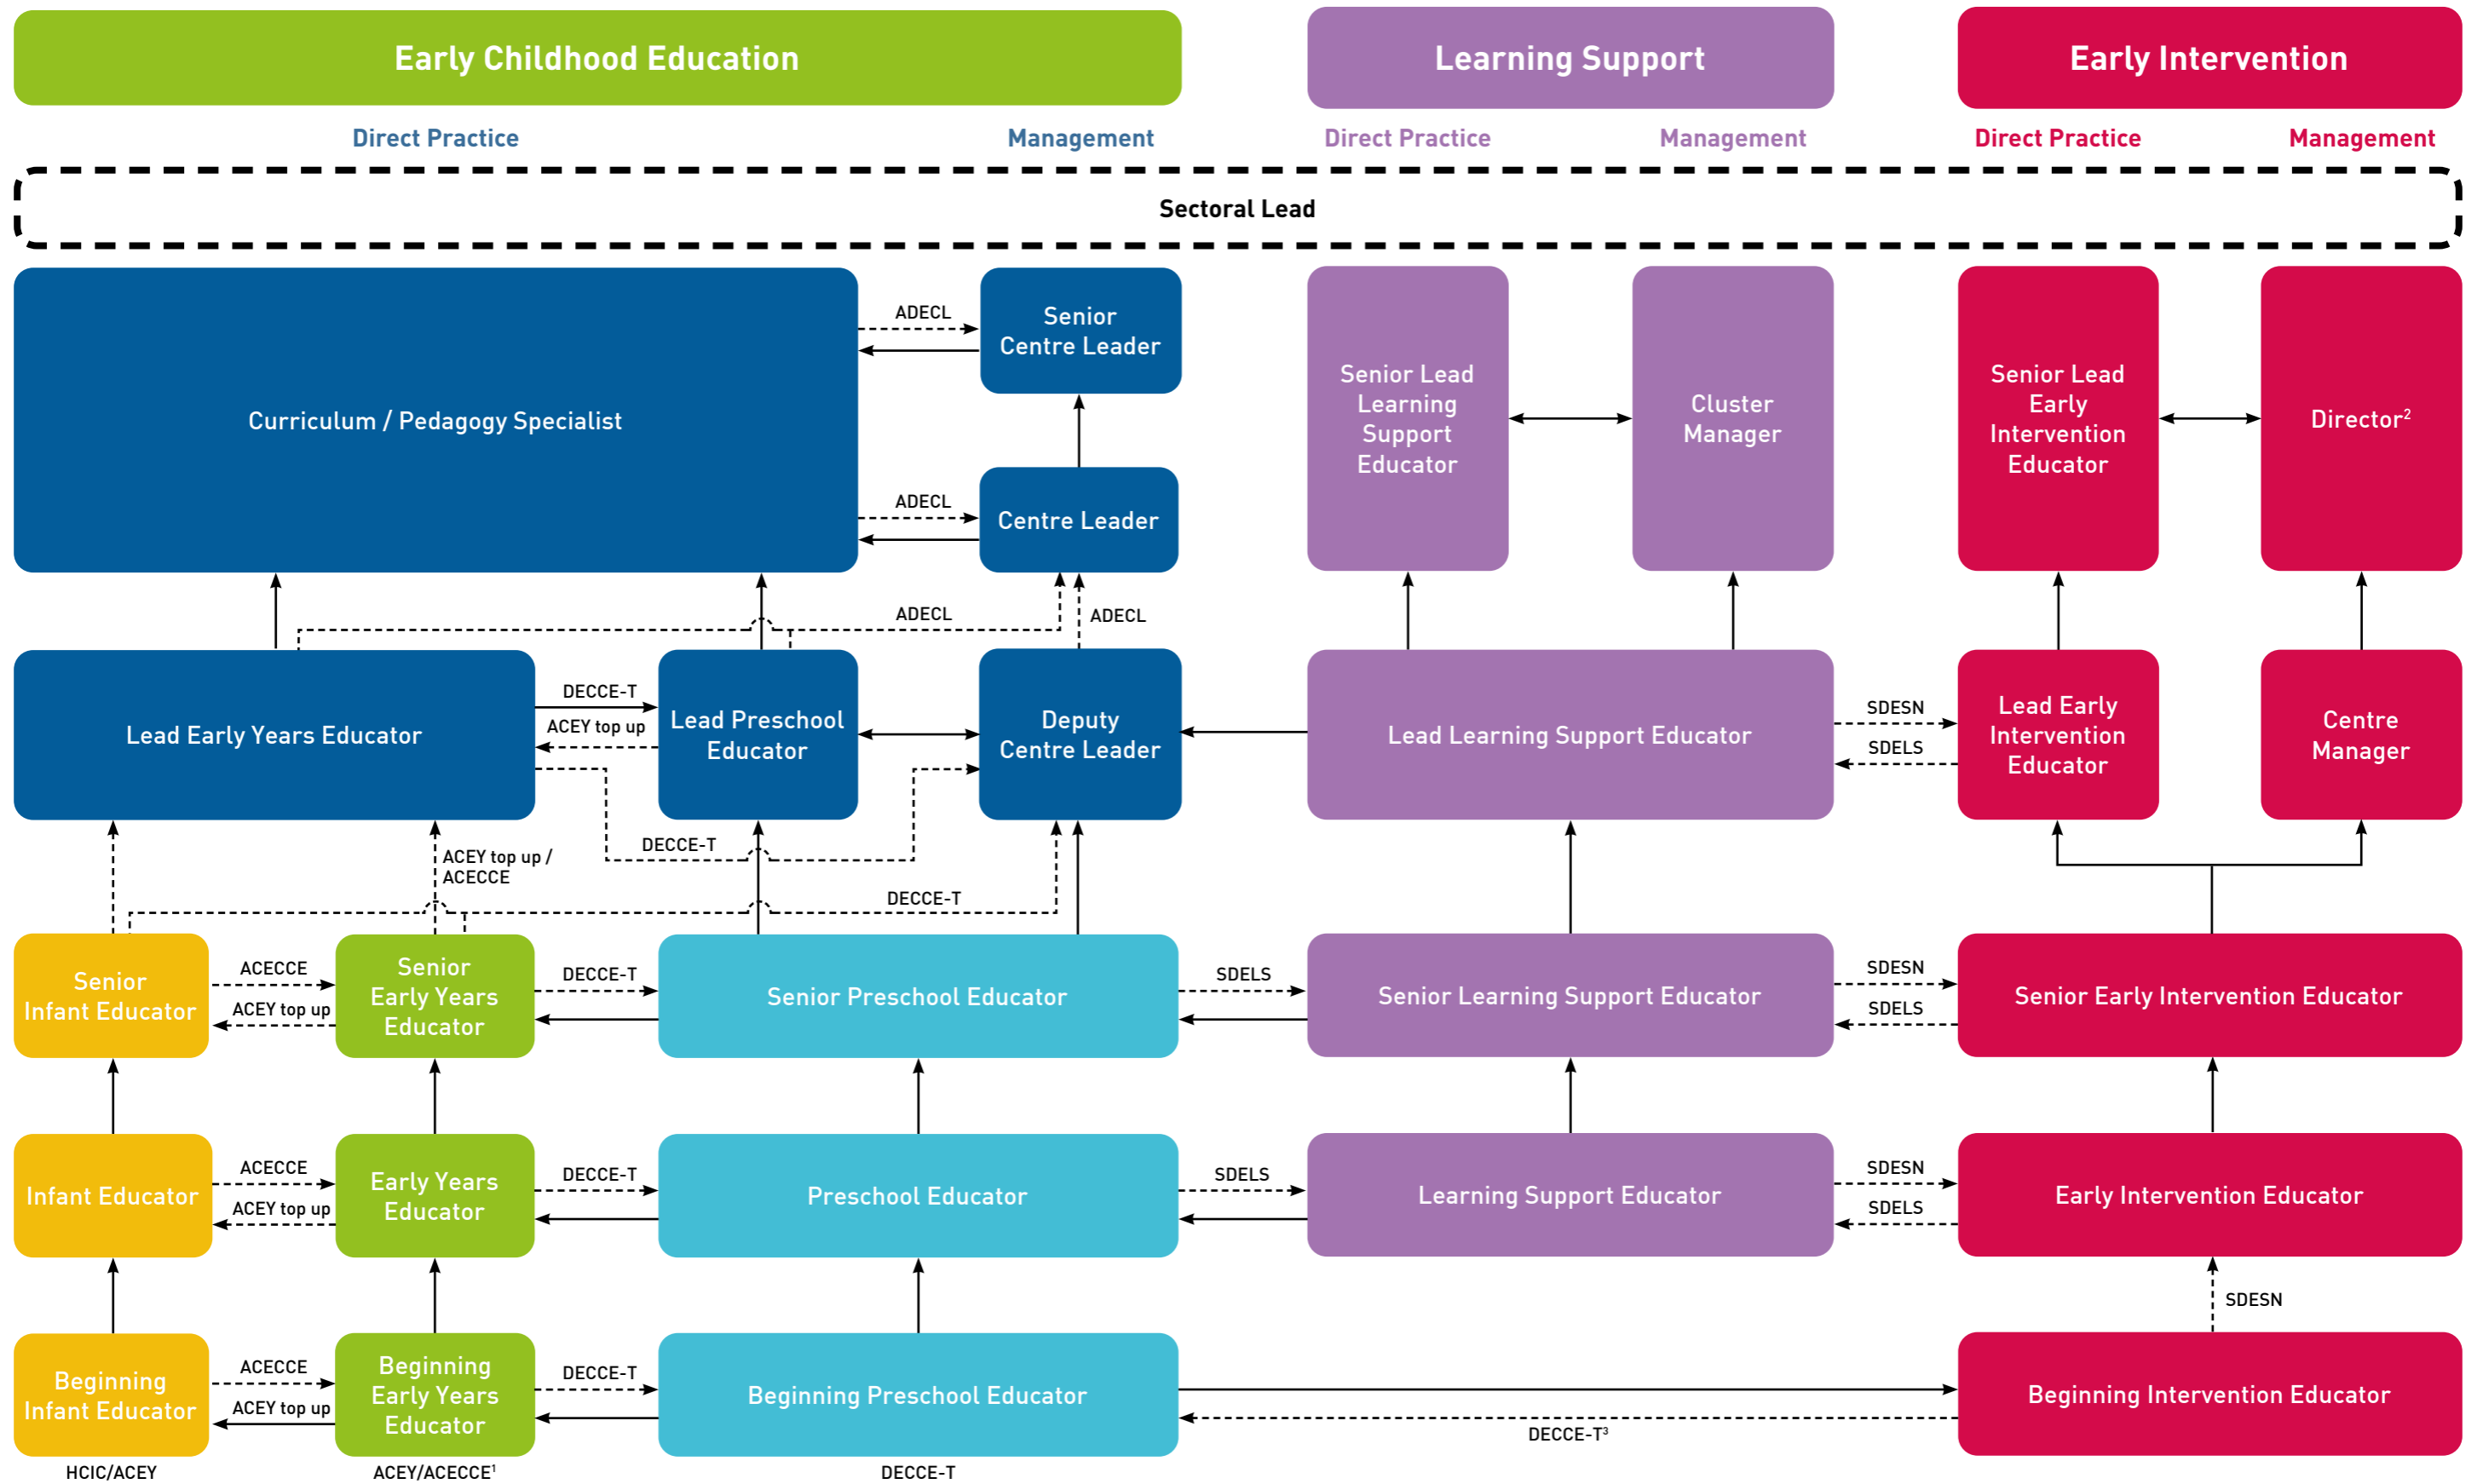 Early Childhood Education
Learning Support
Early Intervention
Direct Practice
Management
Direct Practice
Management
Direct Practice
Management
Sectoral Lead
Curriculum / Pedagogy Specialist
ADECL
ADECL
Senior
Centre Leader
Centre Leader
Senior Lead
Learning
Support
Educator
Cluster
Manager
Senior Lead
Early
Intervention
Educator
Director²
ADECL
ADECL
Lead Early Years Educator
DECCE-T
ACEY top up
Lead Preschool
Educator
Deputy
Centre Leader
Lead Learning Support Educator
SDESN
SDELS
Lead Early
Intervention
Educator
Centre
Manager
ACEY top up /
ACECCE
DECCE-T
DECCE-T
Senior
Infant Educator
ACECCE
ACEY top up
Senior
Early Years
Educator
DECCE-T
Senior Preschool Educator
SDELS
Senior Learning Support Educator
SDESN
SDELS
Senior Early Intervention Educator
Infant Educator
ACECCE
ACEY top up
Early Years
Educator
DECCE-T
Preschool Educator
SDELS
Learning Support Educator
SDESN
SDELS
Early Intervention Educator
SDESN
Beginning
Infant Educator
ACECCE
ACEY top up
Beginning
Early Years
Educator
DECCE-T
Beginning Preschool Educator
DECCE-T³
Beginning Intervention Educator
HCIC/ACEY
ACEY/ACECCE¹
DECCE-T